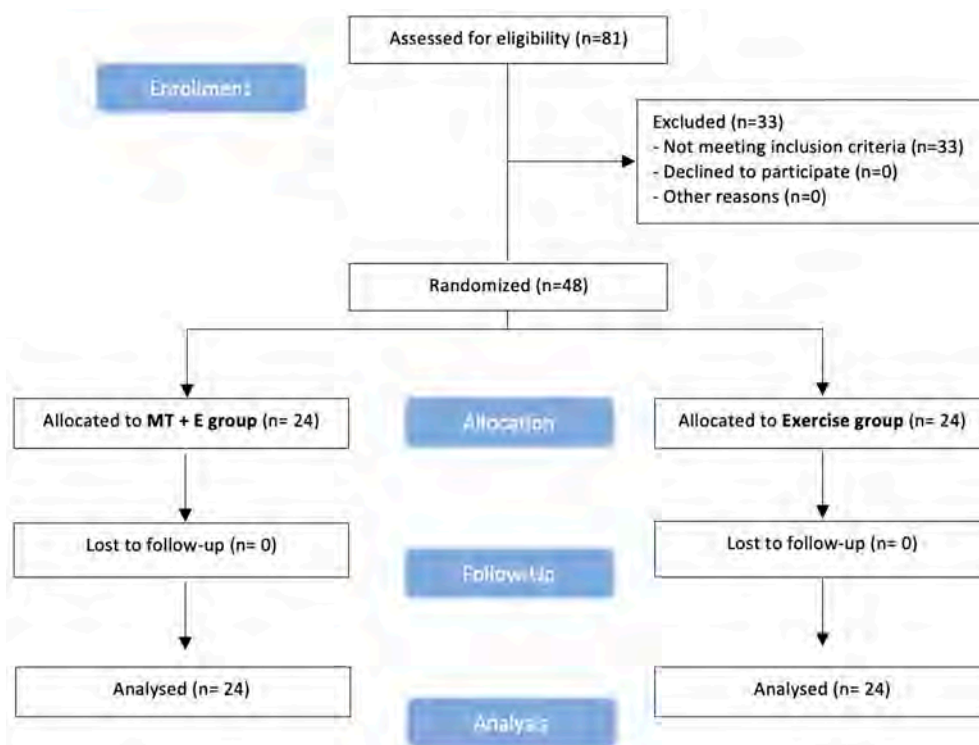 Assessed for eligibility (n=81)
Enrollment
Excluded (n=33)
- Not meeting inclusion criteria (n=33)
- Declined to participate (n=0)
- Other reasons (n=0)
Randomized (n=48)
Allocated to MT + E group (n= 24)
Allocation
Allocated to Exercise group (n= 24)
Lost to follow-up (n= 0)
Lost to follow-up (n= 0)
Follow-Up
Analysed (n= 24)
Analysed (n= 24)
Analysis